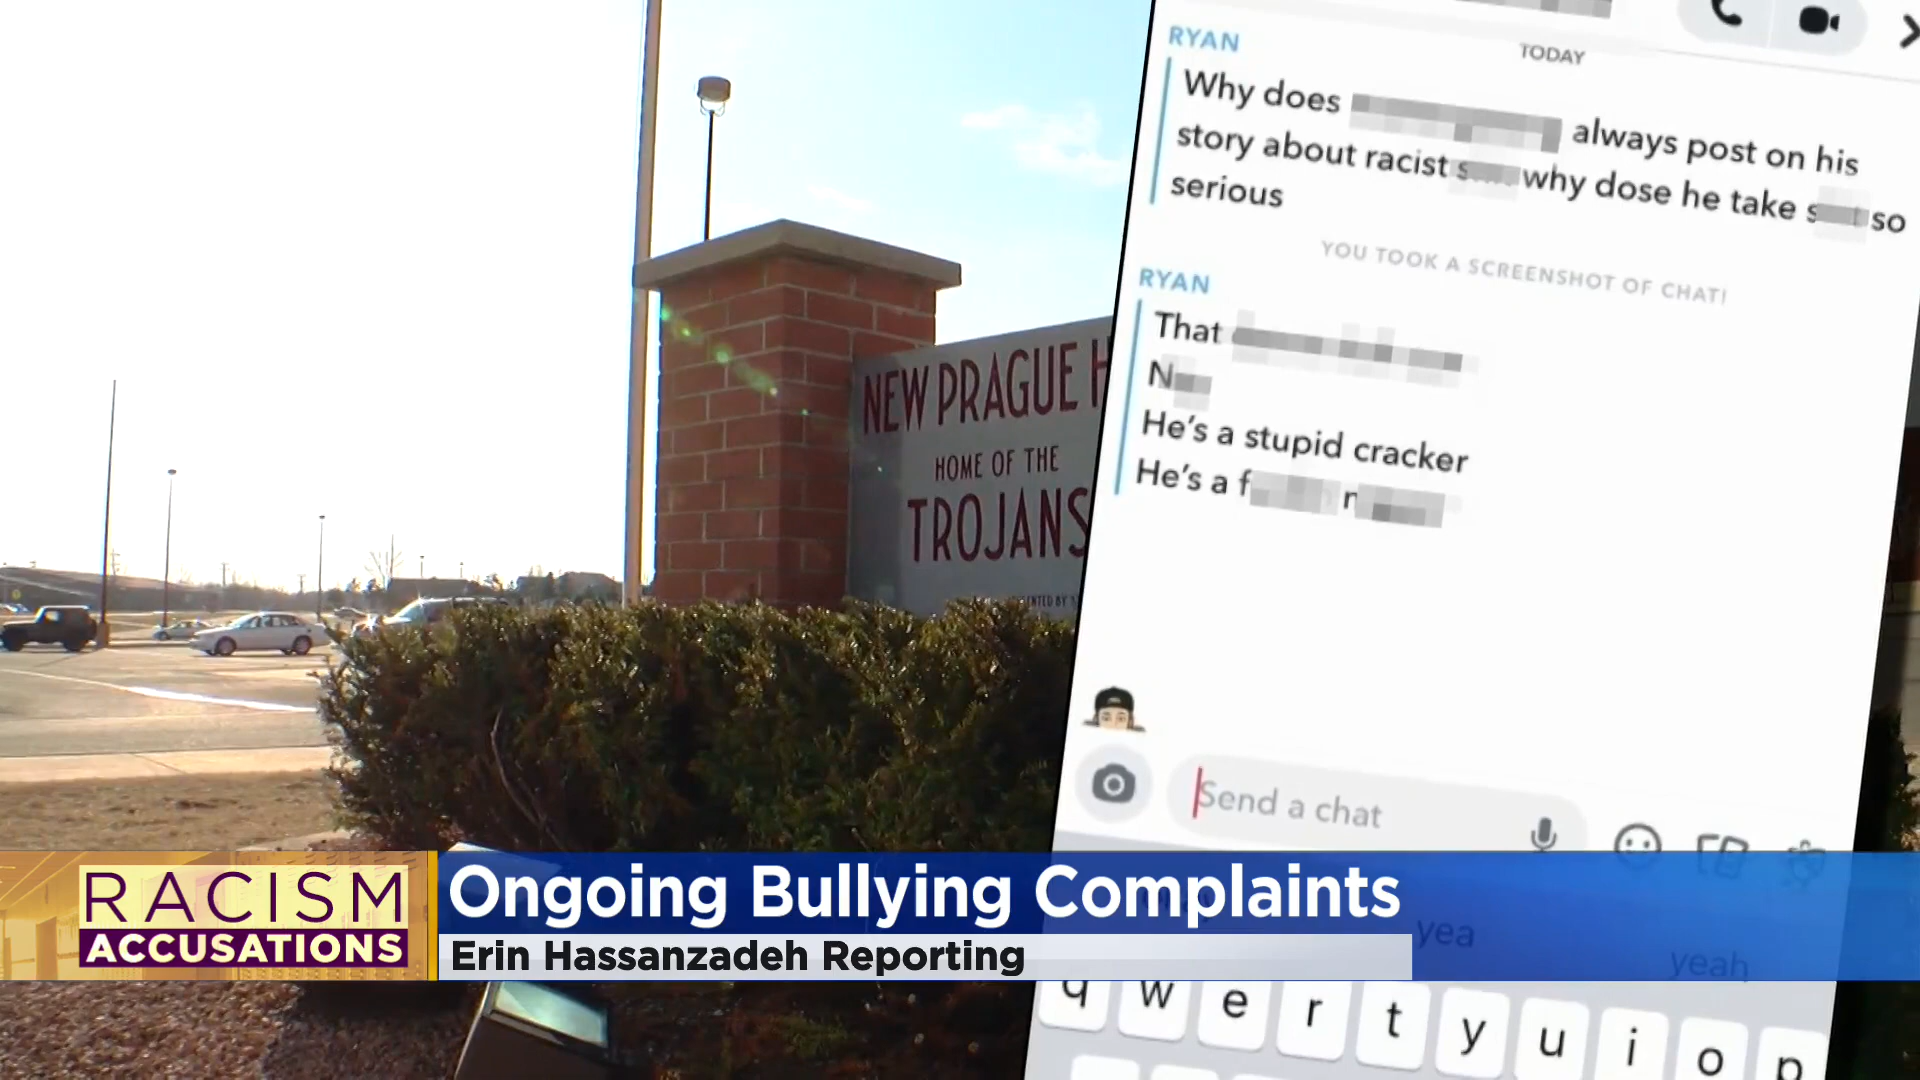 RYAN
TODAY
Why does always post on his
story about racist s why dose he take s t so
serious
YOU TOOK A SCREENSHOT OF CHAT!
RYAN
That
N
He's a stupid cracker
He's a f r
Send a chat
yea
yeah
q w e r t y u i o p
NEW PRAGUE H
HOME OF THE
TROJANS
RACISM
ACCUSATIONS
Ongoing Bullying Complaints
Erin Hassanzadeh Reporting